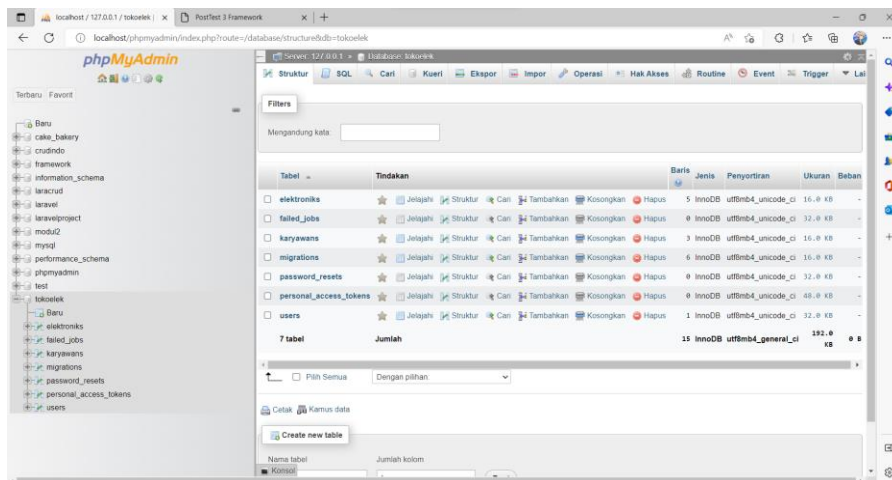 localhost / 127.0.0.1 / tokoelek |
PostTest 3 Framework
localhost/phpmyadmin/index.php?route=/database/structure&db=tokoelek
phpMyAdmin
Terbaru Favorit
Baru
cake_bakery
crudindo
framework
information_schema
laracrud
laravel
laravelproject
modul2
mysql
performance_schema
phpmyadmin
test
tokoelek
Baru
elektroniks
failed_jobs
karyawans
migrations
password_resets
personal_access_tokens
users
Server: 127.0.0.1 » Database: tokoelek
Struktur SQL Cari Kueri Ekspor Impor Operasi Hak Akses Routine Event Trigger Lai
Filters
Mengandung kata:
Tabel Tindakan Baris Jenis Penyortiran Ukuran Beban
elektroniks Jelajahi Struktur Cari Tambahkan Kosongkan Hapus 5 InnoDB utf8mb4_unicode_ci 16.0 KB -
failed_jobs Jelajahi Struktur Cari Tambahkan Kosongkan Hapus 0 InnoDB utf8mb4_unicode_ci 32.0 KB -
karyawans Jelajahi Struktur Cari Tambahkan Kosongkan Hapus 3 InnoDB utf8mb4_unicode_ci 16.0 KB -
migrations Jelajahi Struktur Cari Tambahkan Kosongkan Hapus 6 InnoDB utf8mb4_unicode_ci 16.0 KB -
password_resets Jelajahi Struktur Cari Tambahkan Kosongkan Hapus 0 InnoDB utf8mb4_unicode_ci 32.0 KB -
personal_access_tokens Jelajahi Struktur Cari Tambahkan Kosongkan Hapus 0 InnoDB utf8mb4_unicode_ci 48.0 KB -
users Jelajahi Struktur Cari Tambahkan Kosongkan Hapus 1 InnoDB utf8mb4_unicode_ci 32.0 KB -
7 tabel Jumlah 15 InnoDB utf8mb4_general_ci 192.0 KB 0 B
Pilih Semua Dengan pilihan:
Cetak Kamus data
Create new table
Nama tabel Jumlah kolom
Konsol